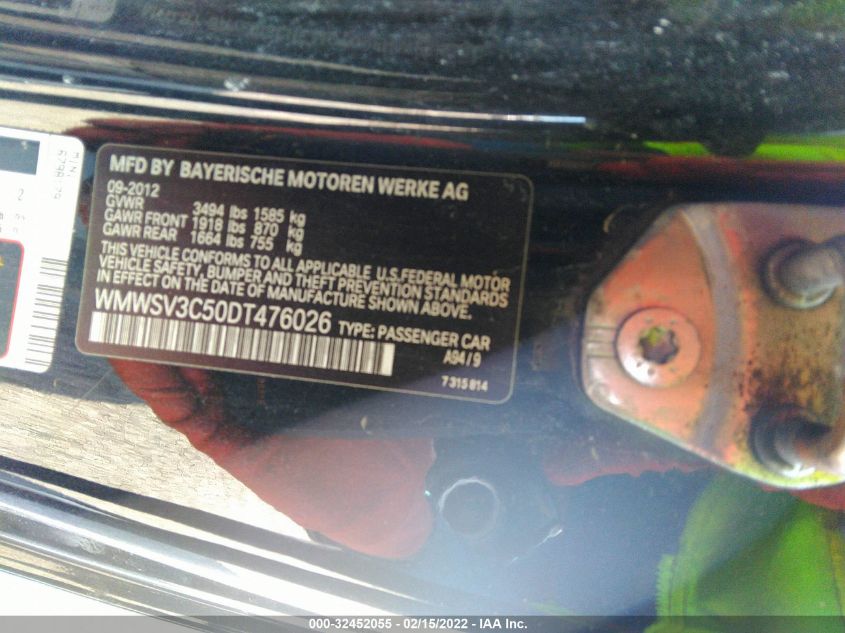 MFD BY BAYERISCHE MOTOREN WERKE AG
09-2012
GVWR 3494 lbs 1585 kg
GAWR FRONT 1918 lbs 870 kg
GAWR REAR 1664 lbs 755 kg
THIS VEHICLE CONFORMS TO ALL APPLICABLE U.S.FEDERAL MOTOR
VEHICLE SAFETY, BUMPER AND THEFT PREVENTION STANDARDS
IN EFFECT ON THE DATE OF MANUFACTURE SHOWN ABOVE.
WMWSV3C50DT476026 TYPE: PASSENGER CAR
A94/9
7315814
2
000-32452055 - 02/15/2022 - IAA Inc.